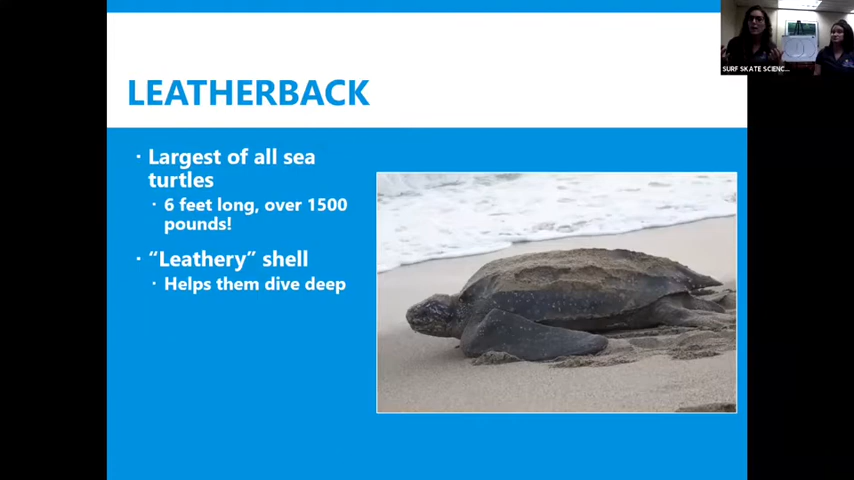 LEATHERBACK
· Largest of all sea
turtles
· 6 feet long, over 1500
pounds!
· “Leathery” shell
· Helps them dive deep
SURF SKATE SCIENC...